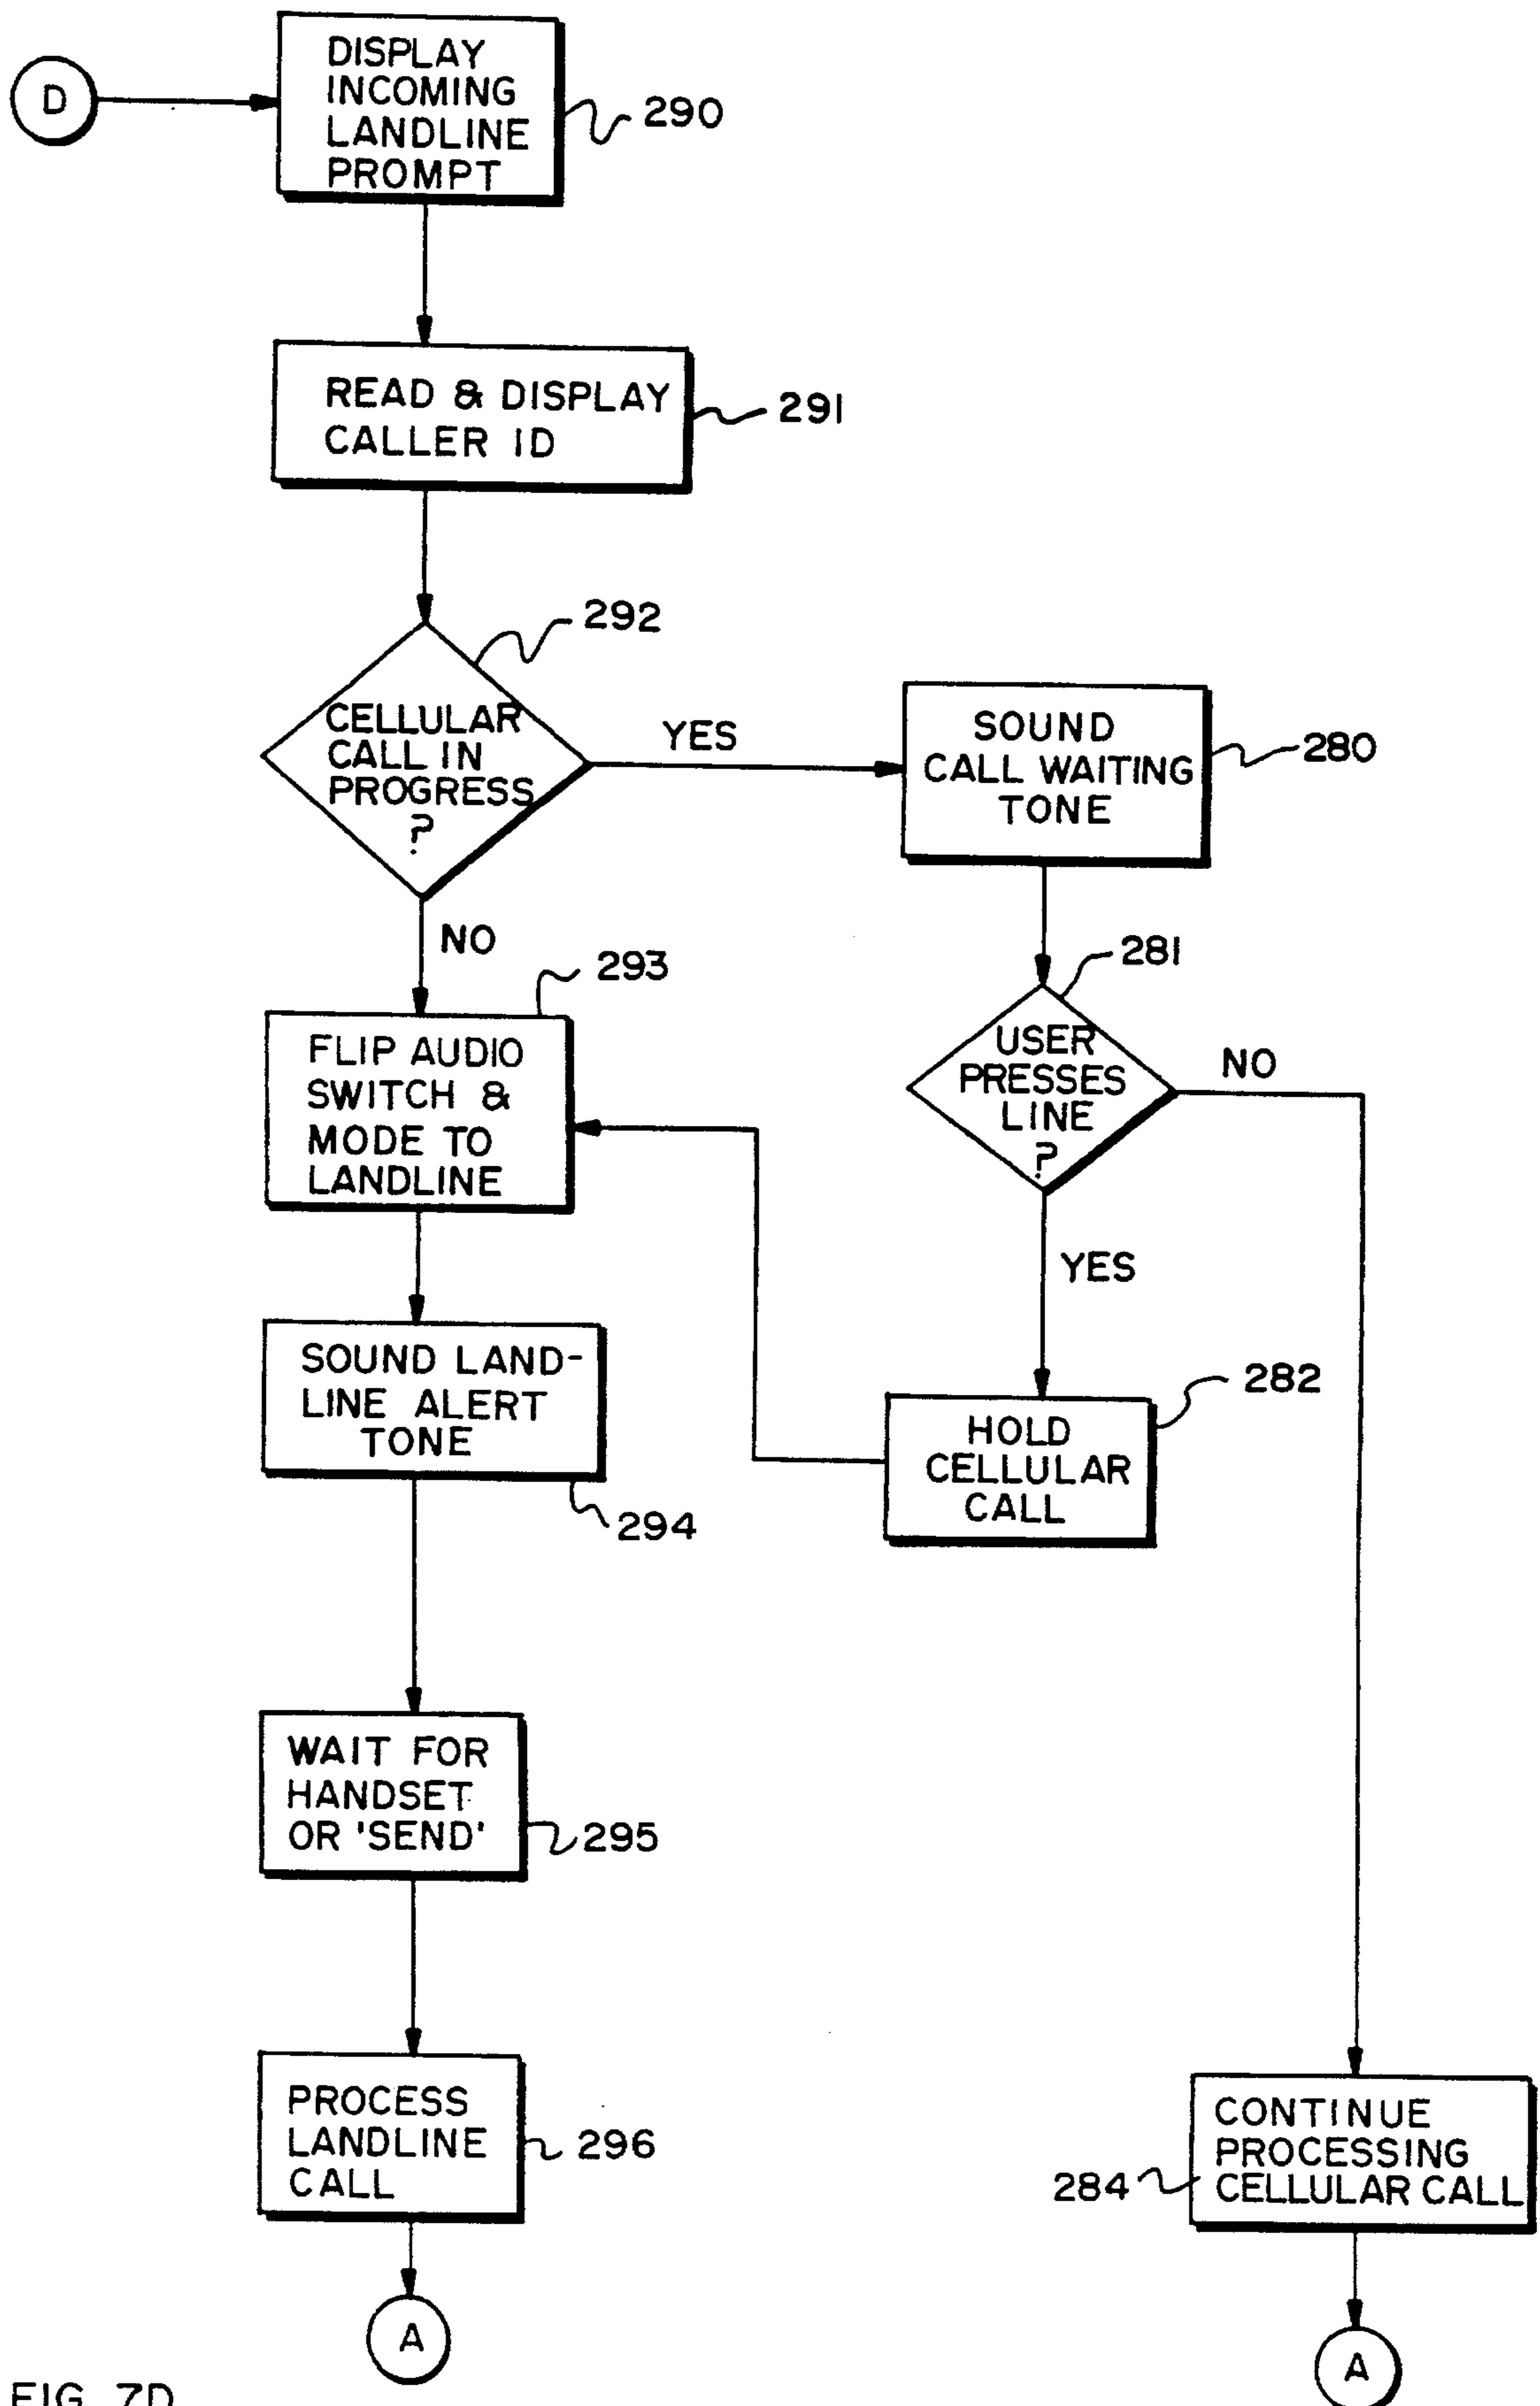 D
DISPLAY
INCOMING
LANDLINE
PROMPT
290
READ & DISPLAY
CALLER ID
291
292
CELLULAR
CALL IN
PROGRESS
?
YES
NO
SOUND
CALL WAITING
TONE
280
281
USER
PRESSES
LINE
?
NO
YES
293
FLIP AUDIO
SWITCH &
MODE TO
LANDLINE
SOUND LAND-
LINE ALERT
TONE
294
282
HOLD
CELLULAR
CALL
WAIT FOR
HANDSET
OR 'SEND'
295
PROCESS
LANDLINE
CALL
296
CONTINUE
PROCESSING
CELLULAR CALL
284
A
A
FIG. 7D